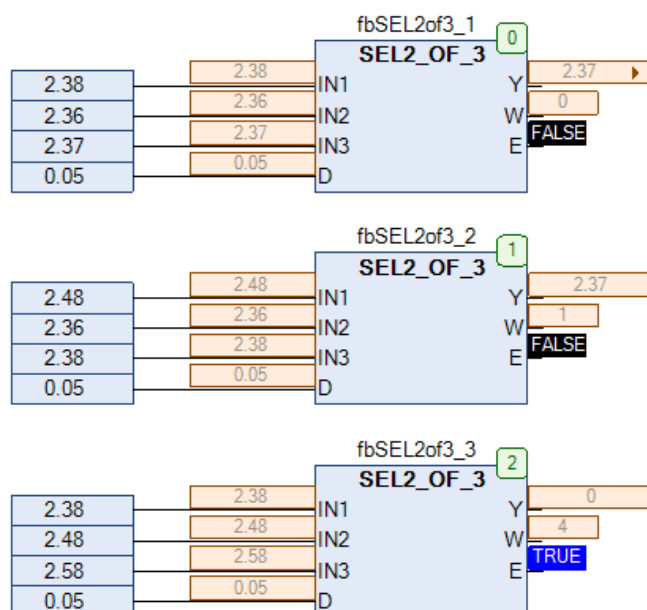 fbSEL2of3_1
0
SEL2_OF_3
2.38 2.38 IN1 Y 2.37
2.36 2.36 IN2 W 0
2.37 2.37 IN3 E FALSE
0.05 0.05 D
fbSEL2of3_2
1
SEL2_OF_3
2.48 2.48 IN1 Y 2.37
2.36 2.36 IN2 W 1
2.38 2.38 IN3 E FALSE
0.05 0.05 D
fbSEL2of3_3
2
SEL2_OF_3
2.38 2.38 IN1 Y 0
2.48 2.48 IN2 W 4
2.58 2.58 IN3 E TRUE
0.05 0.05 D